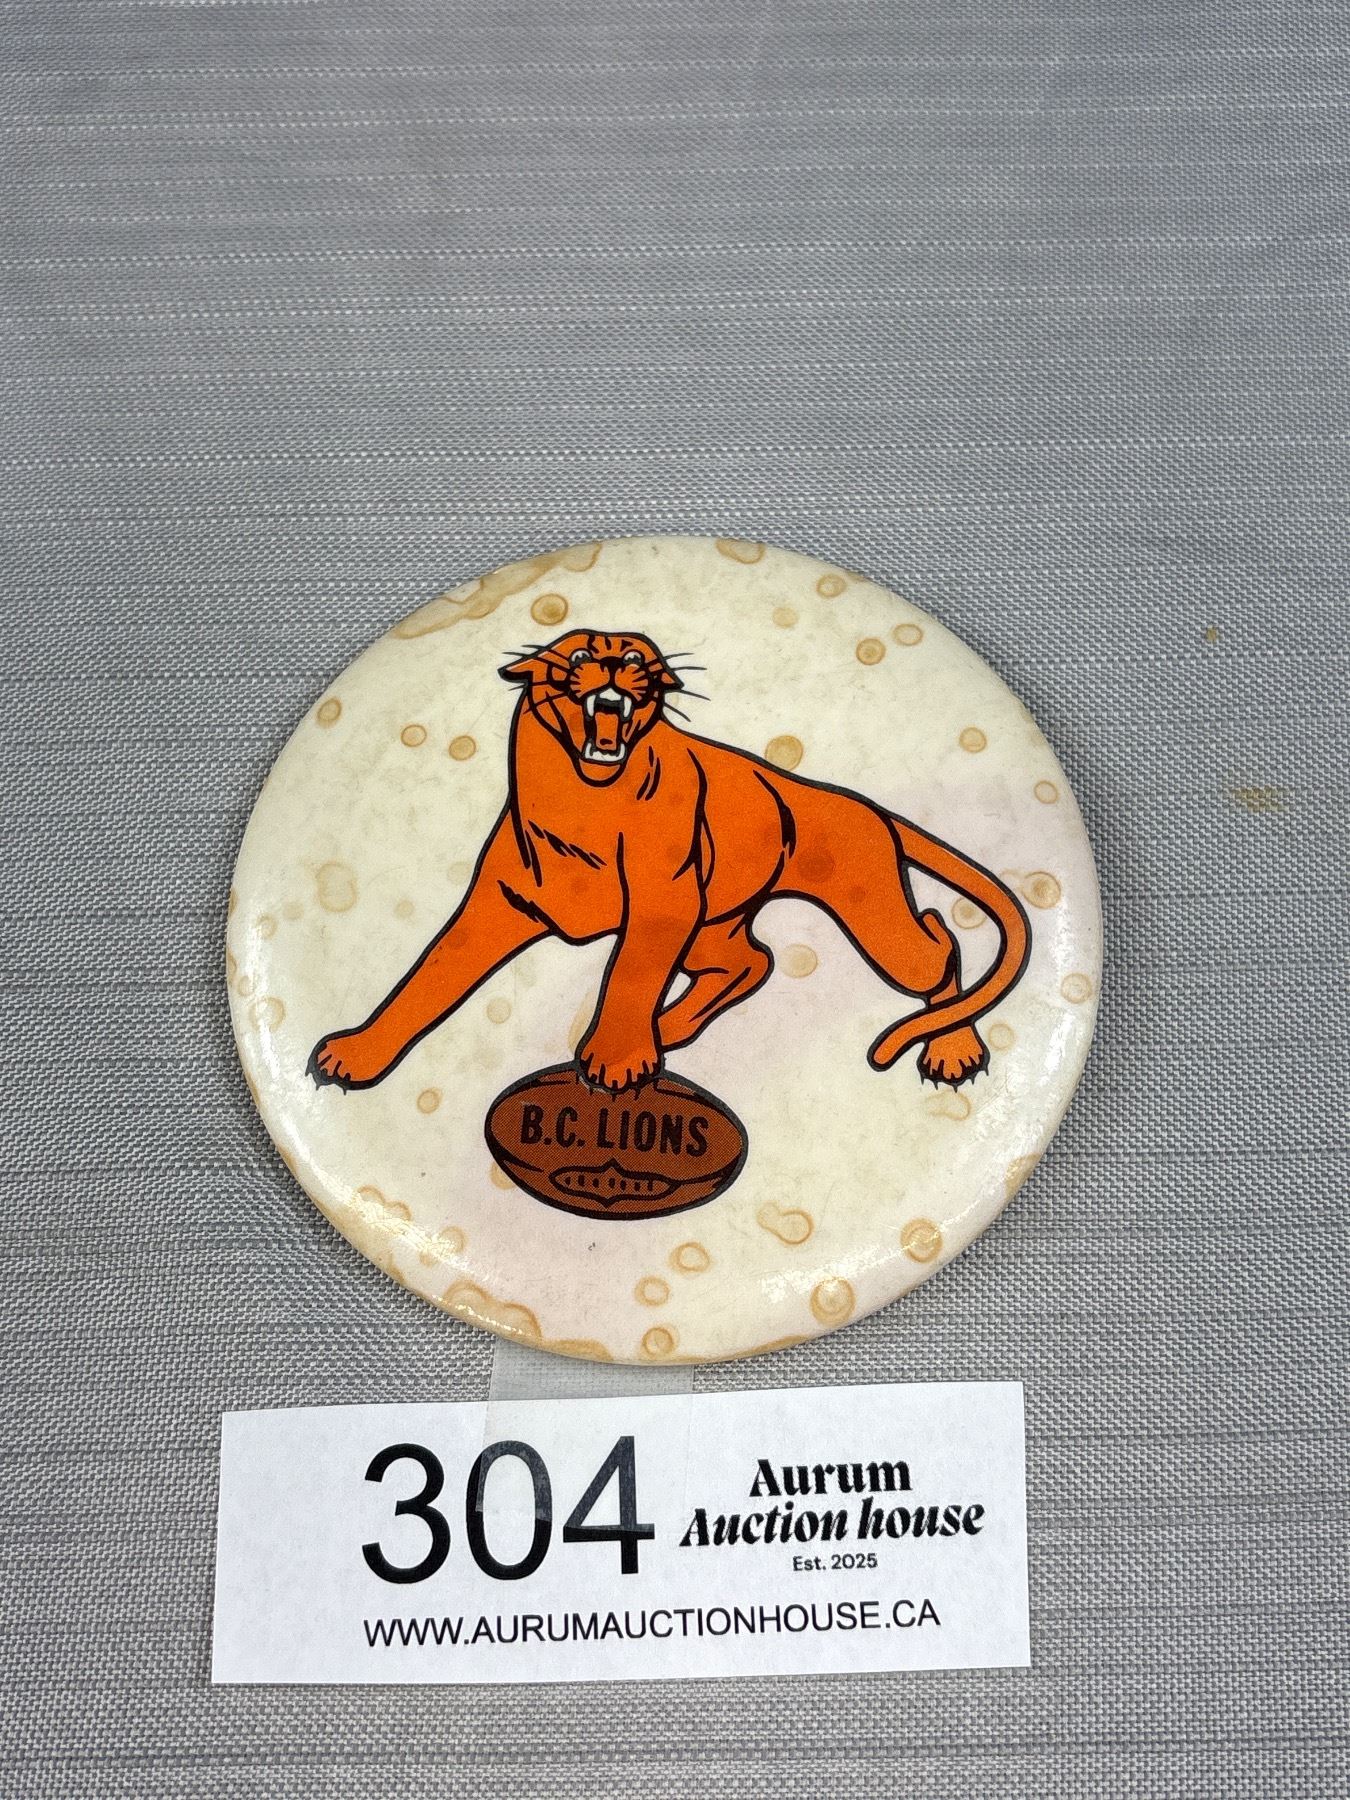 B.C. LIONS
304
Aurum
Auction house
Est. 2025
WWW.AURUMAUCTIONHOUSE.CA